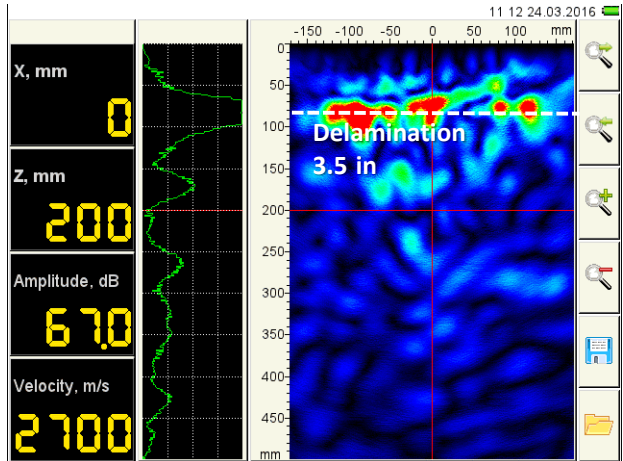 11 12 24.03.2016
X, mm
0
Z, mm
200
Amplitude, dB
67.0
Velocity, m/s
2700
-150 -100 -50 0 50 100 mm
0
50
100
150
200
250
300
350
400
450
mm
Delamination
3.5 in